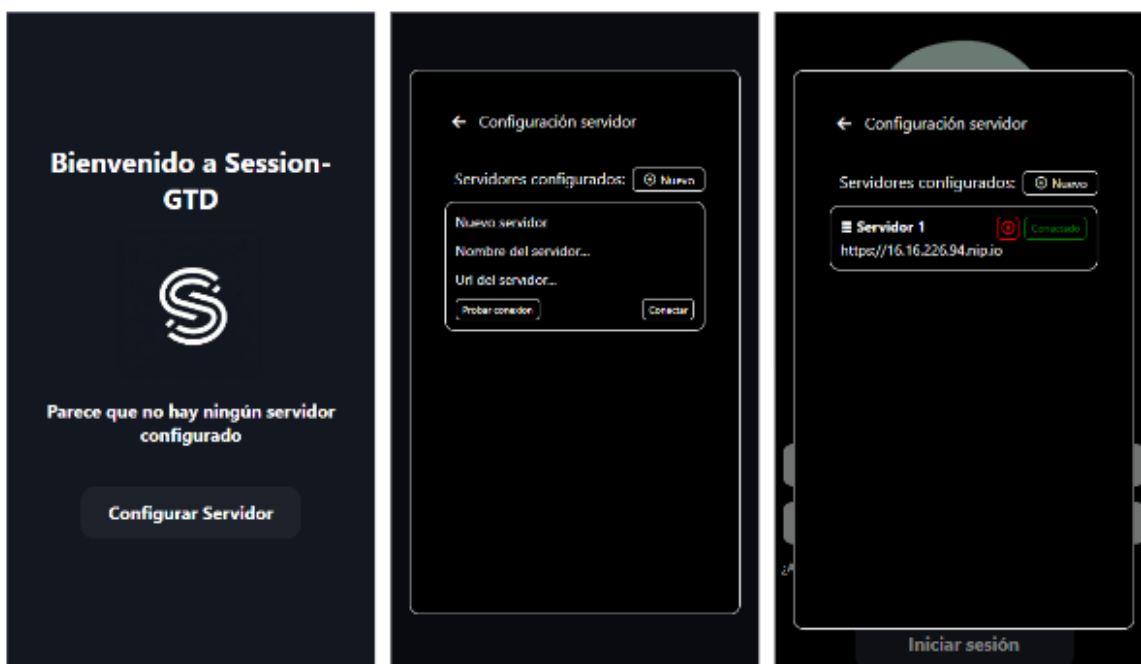 Bienvenido a Session-
GTD
Parece que no hay ningún servidor
configurado
Configurar Servidor
← Configuración servidor
Servidores configurados: Nuevo
Nuevo servidor
Nombre del servidor...
Url del servidor...
Probar conexion Conectar
← Configuración servidor
Servidores configurados: Nuevo
Servidor 1 Conectado
https://16.16.226.94.nip.io
Iniciar sesión